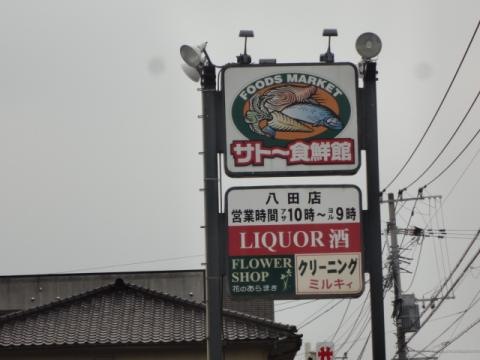 FOODS MARKET
サト〜食鮮館
八田店
営業時間 アサ10時〜ヨル9時
LIQUOR 酒
FLOWER SHOP
花のあらまき
クリーニング
ミルキィ